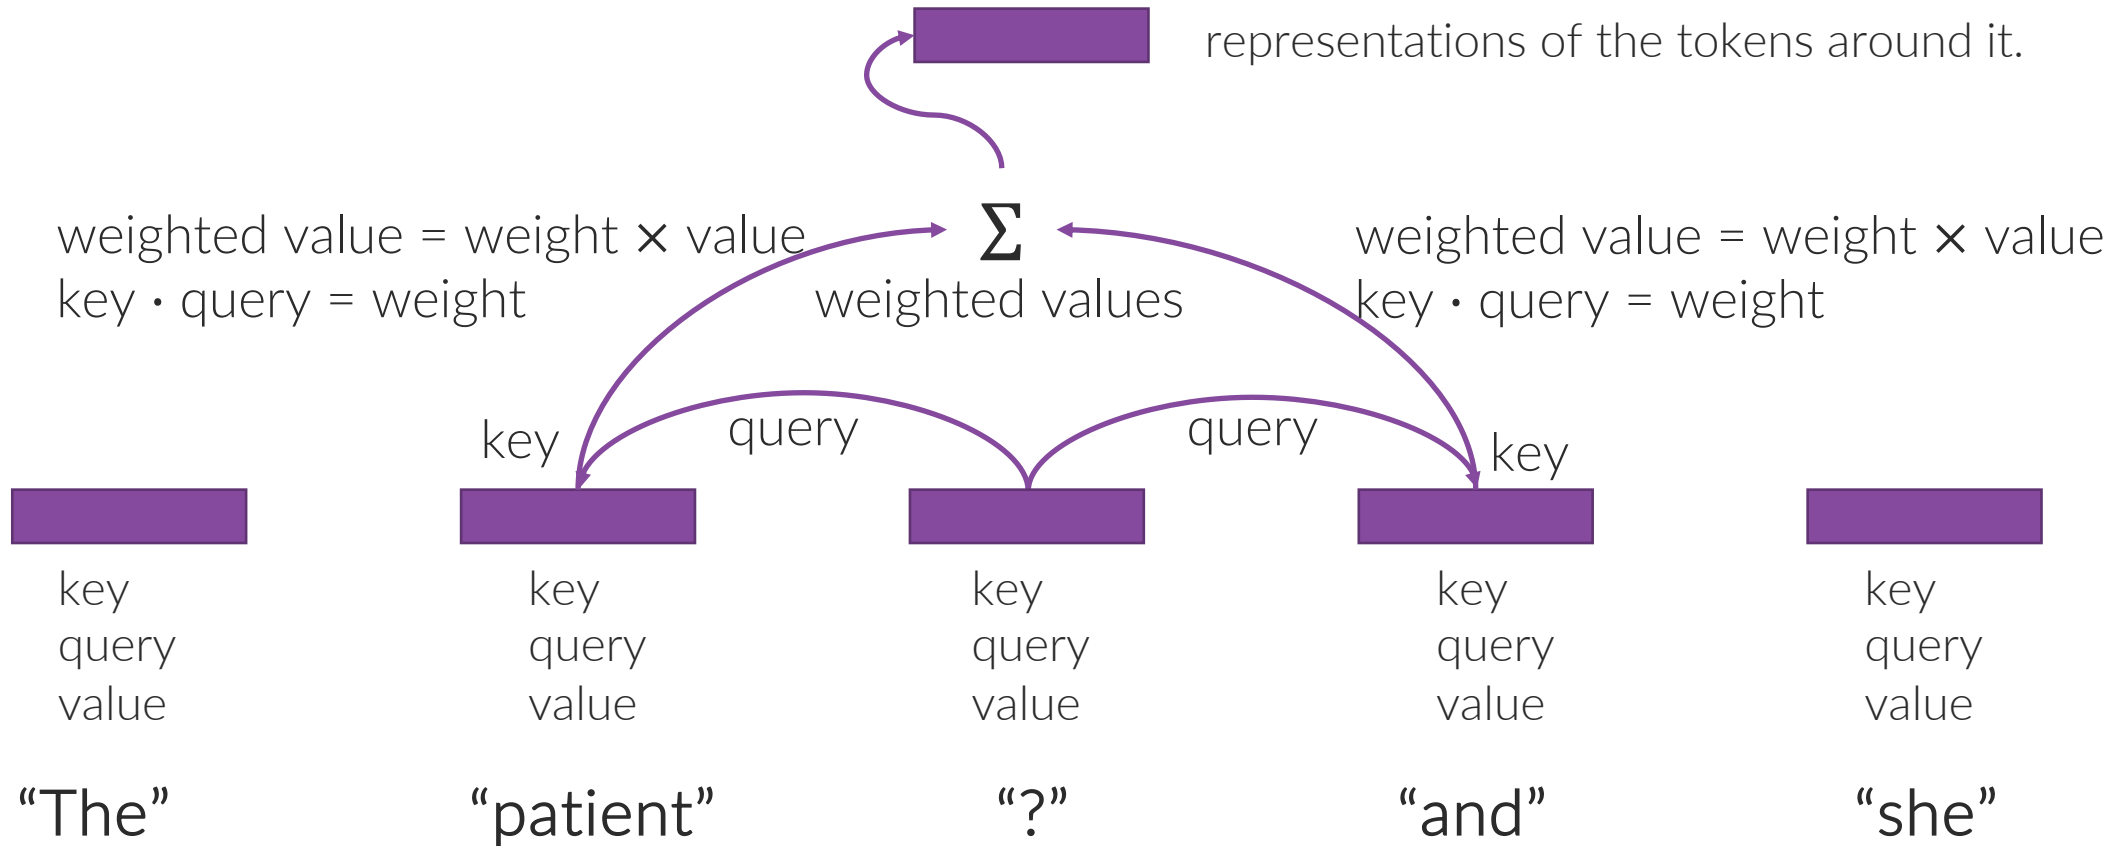 representations of the tokens around it.
weighted value = weight × value
key · query = weight
Σ
weighted values
weighted value = weight × value
key · query = weight
key
query
query
key
key
query
value
key
query
value
key
query
value
key
query
value
key
query
value
“The”
“patient”
“?”
“and”
“she”